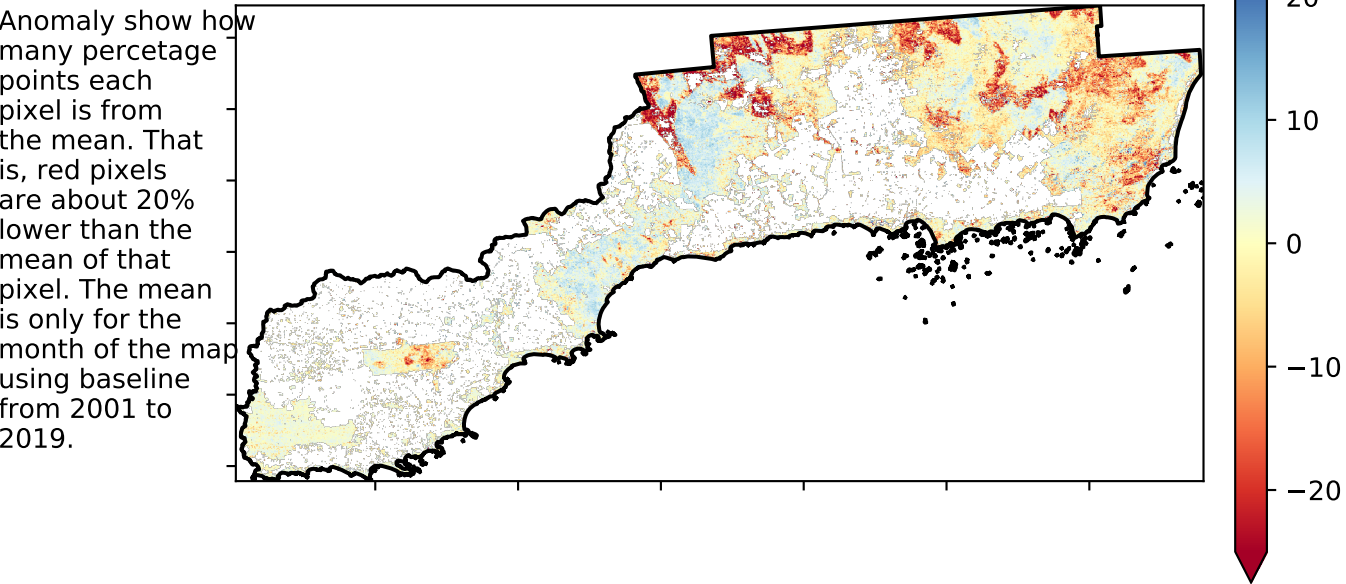 Anomaly show how
many percetage
points each
pixel is from
the mean. That
is, red pixels
are about 20%
lower than the
mean of that
pixel. The mean
is only for the
month of the map
using baseline
from 2001 to
2019.
20
10
0
−10
−20